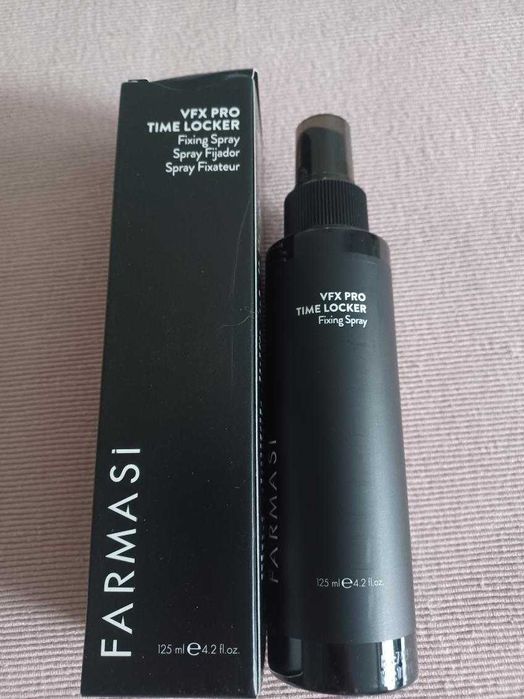 VFX PRO
TIME LOCKER
Fixing Spray
Spray Fijador
Spray Fixateur
FARMASi
125 ml e 4.2 fl.oz.
VFX PRO
TIME LOCKER
Fixing Spray
FARMASi
125 ml e 4.2 fl.oz.